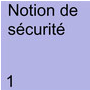 Notion de
sécurité
1